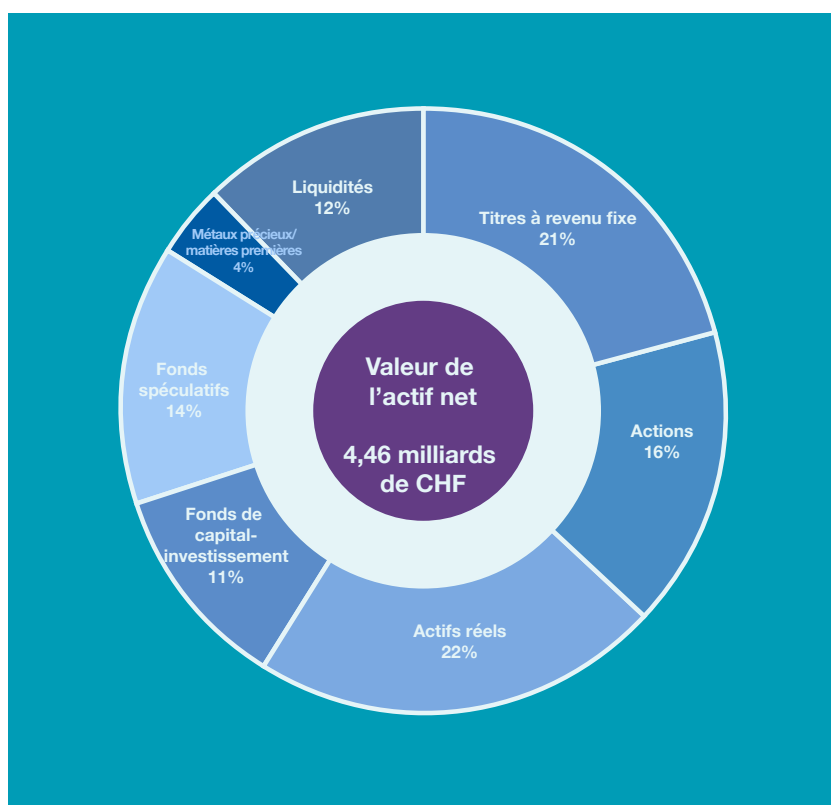 Liquidités
12%
Titres à revenu fixe
21%
Métaux précieux/
matières premières
4%
Valeur de
l'actif net
4,46 milliards
de CHF
Fonds
spéculatifs
14%
Actions
16%
Fonds de
capital-
investissement
11%
Actifs réels
22%